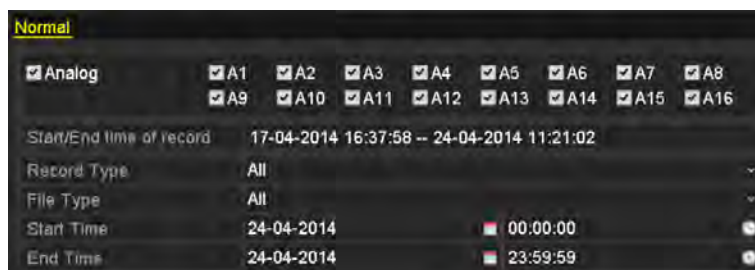 Normal
Analog A1 A2 A3 A4 A5 A6 A7 A8
A9 A10 A11 A12 A13 A14 A15 A16
Start/End time of record 17-04-2014 16:37:58 -- 24-04-2014 11:21:02
Record Type All
File Type All
Start Time 24-04-2014 00:00:00
End Time 24-04-2014 23:59:59